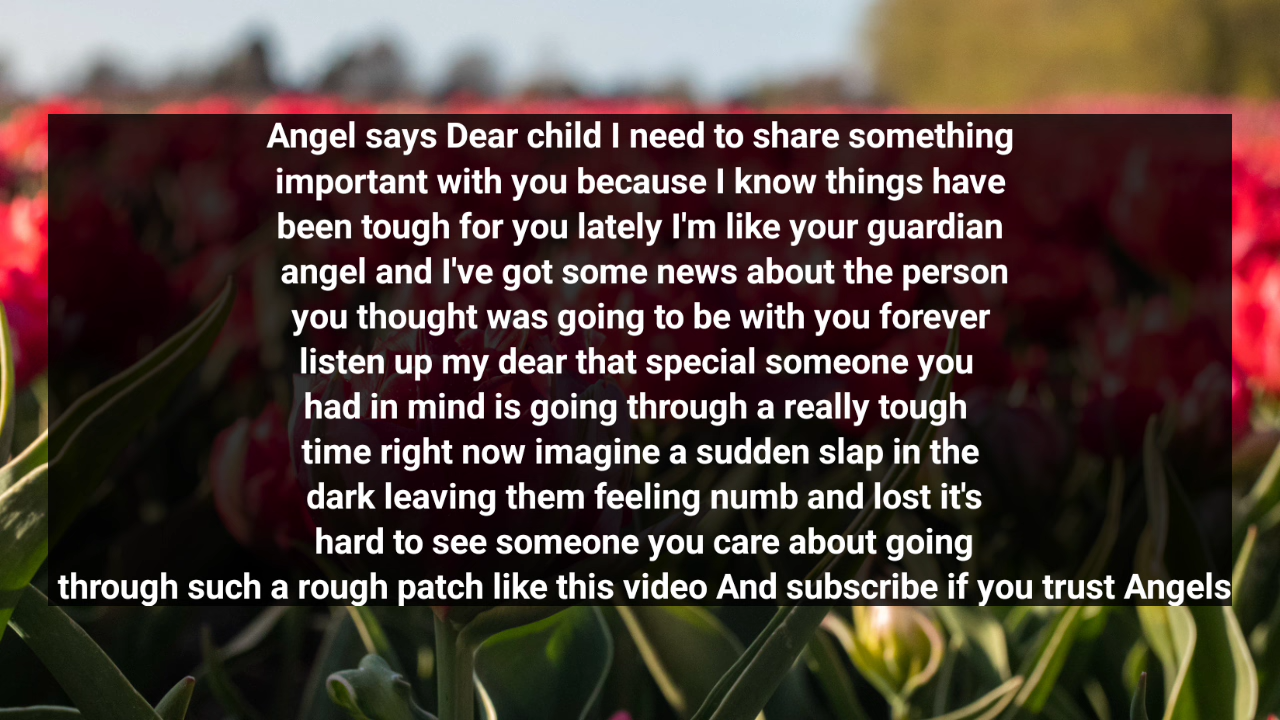 Angel says Dear child I need to share something
important with you because I know things have
been tough for you lately I'm like your guardian
angel and I've got some news about the person
you thought was going to be with you forever
listen up my dear that special someone you
had in mind is going through a really tough
time right now imagine a sudden slap in the
dark leaving them feeling numb and lost it's
hard to see someone you care about going
through such a rough patch like this video And subscribe if you trust Angels